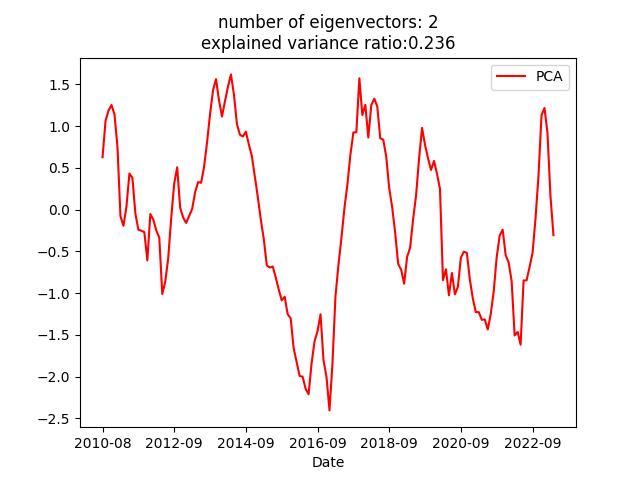 number of eigenvectors: 2
explained variance ratio:0.236
PCA
1.5
1.0
0.5
0.0
−0.5
−1.0
−1.5
−2.0
−2.5
2010-08 2012-09 2014-09 2016-09 2018-09 2020-09 2022-09
Date